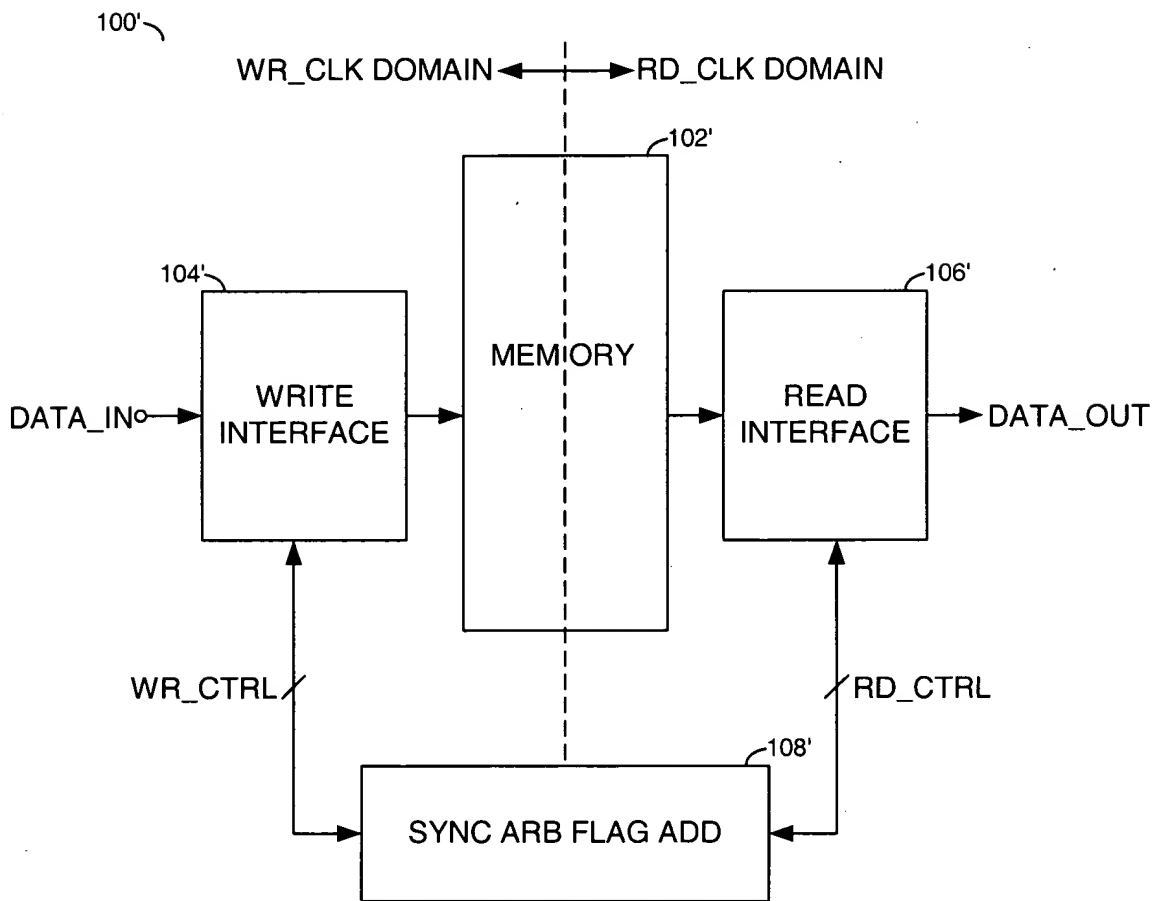 100'
WR_CLK DOMAIN
RD_CLK DOMAIN
102'
104'
106'
MEMORY
DATA_IN
WRITE
INTERFACE
READ
INTERFACE
DATA_OUT
WR_CTRL
RD_CTRL
108'
SYNC ARB FLAG ADD